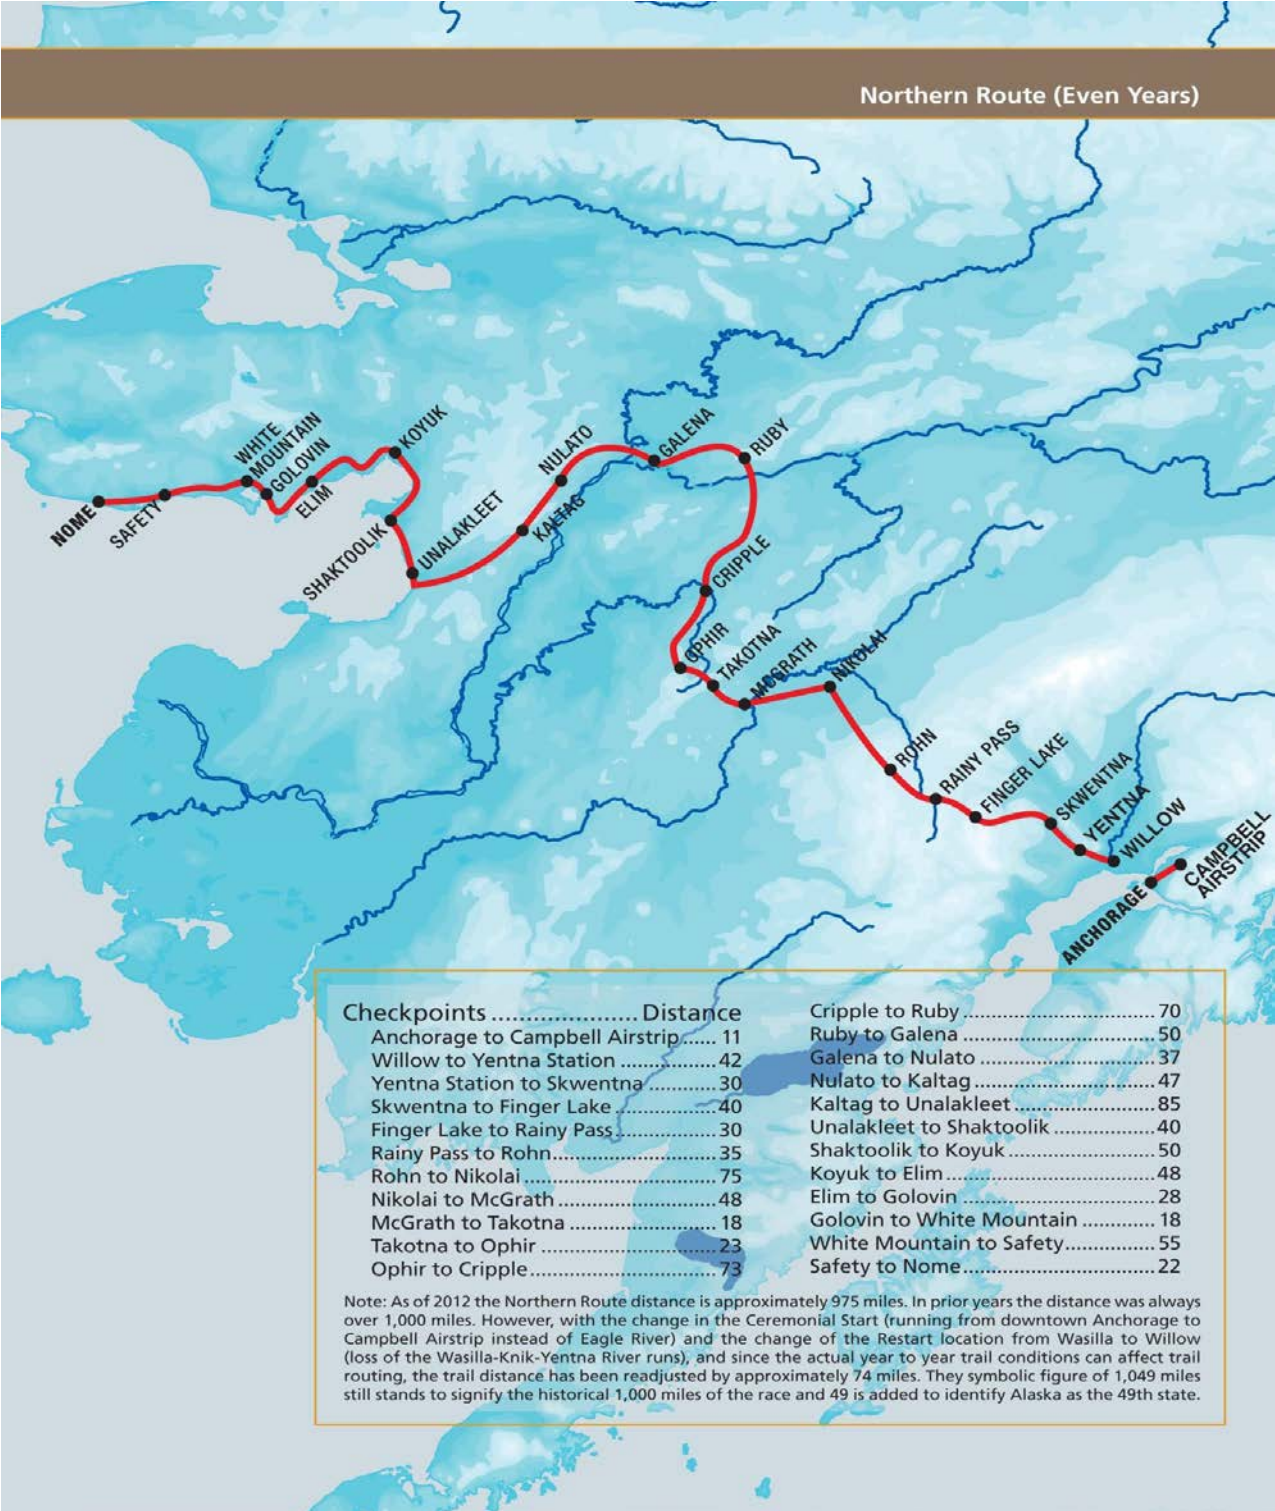 Northern Route (Even Years)
KOYUK
WHITE
MOUNTAIN
GOLOVIN
ELIM
NOME
SAFETY
SHAKTOOLIK
UNALAKLEET
KALTAG
NULATO
GALENA
RUBY
CRIPPLE
OPHIR
TAKOTNA
MCGRATH
NIKOLAI
ROHN
RAINY PASS
FINGER LAKE
SKWENTNA
YENTNA
WILLOW
CAMPBELL
AIRSTRIP
ANCHORAGE
Checkpoints ..................... Distance
Anchorage to Campbell Airstrip ...... 11
Willow to Yentna Station ................. 42
Yentna Station to Skwentna ............ 30
Skwentna to Finger Lake ................. 40
Finger Lake to Rainy Pass ................. 30
Rainy Pass to Rohn ............................ 35
Rohn to Nikolai ................................. 75
Nikolai to McGrath ........................... 48
McGrath to Takotna ......................... 18
Takotna to Ophir .............................. 23
Ophir to Cripple ................................ 73
Cripple to Ruby ................................. 70
Ruby to Galena ................................. 50
Galena to Nulato .............................. 37
Nulato to Kaltag ............................... 47
Kaltag to Unalakleet ........................ 85
Unalakleet to Shaktoolik ................. 40
Shaktoolik to Koyuk ......................... 50
Koyuk to Elim .................................... 48
Elim to Golovin ................................. 28
Golovin to White Mountain ............. 18
White Mountain to Safety ................ 55
Safety to Nome ................................. 22
Note: As of 2012 the Northern Route distance is approximately 975 miles. In prior years the distance was always
over 1,000 miles. However, with the change in the Ceremonial Start (running from downtown Anchorage to
Campbell Airstrip instead of Eagle River) and the change of the Restart location from Wasilla to Willow
(loss of the Wasilla-Knik-Yentna River runs), and since the actual year to year trail conditions can affect trail
routing, the trail distance has been readjusted by approximately 74 miles. They symbolic figure of 1,049 miles
still stands to signify the historical 1,000 miles of the race and 49 is added to identify Alaska as the 49th state.